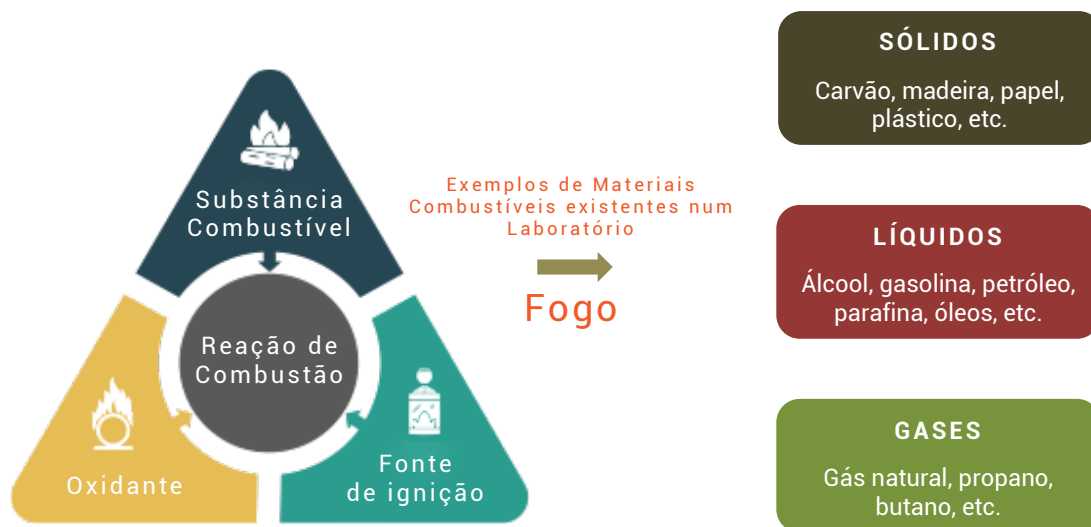 Substância
Combustível
Reação de
Combustão
Oxidante
Fonte
de ignição
Exemplos de Materiais
Combustíveis existentes num
Laboratório
Fogo
SÓLIDOS
Carvão, madeira, papel,
plástico, etc.
LÍQUIDOS
Álcool, gasolina, petróleo,
parafina, óleos, etc.
GASES
Gás natural, propano,
butano, etc.